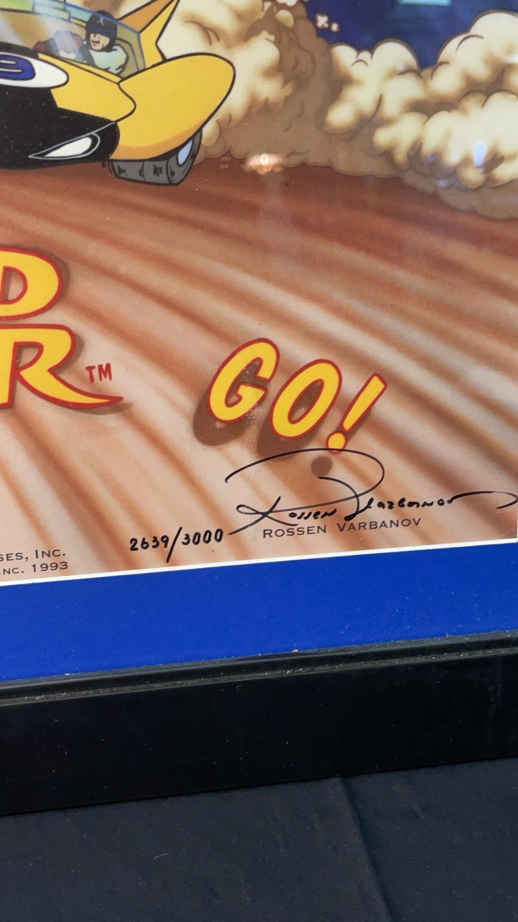 D
R™
GO!
Rossen Varbanov
2639/3000
ROSSEN VARBANOV
SES, INC.
NC. 1993